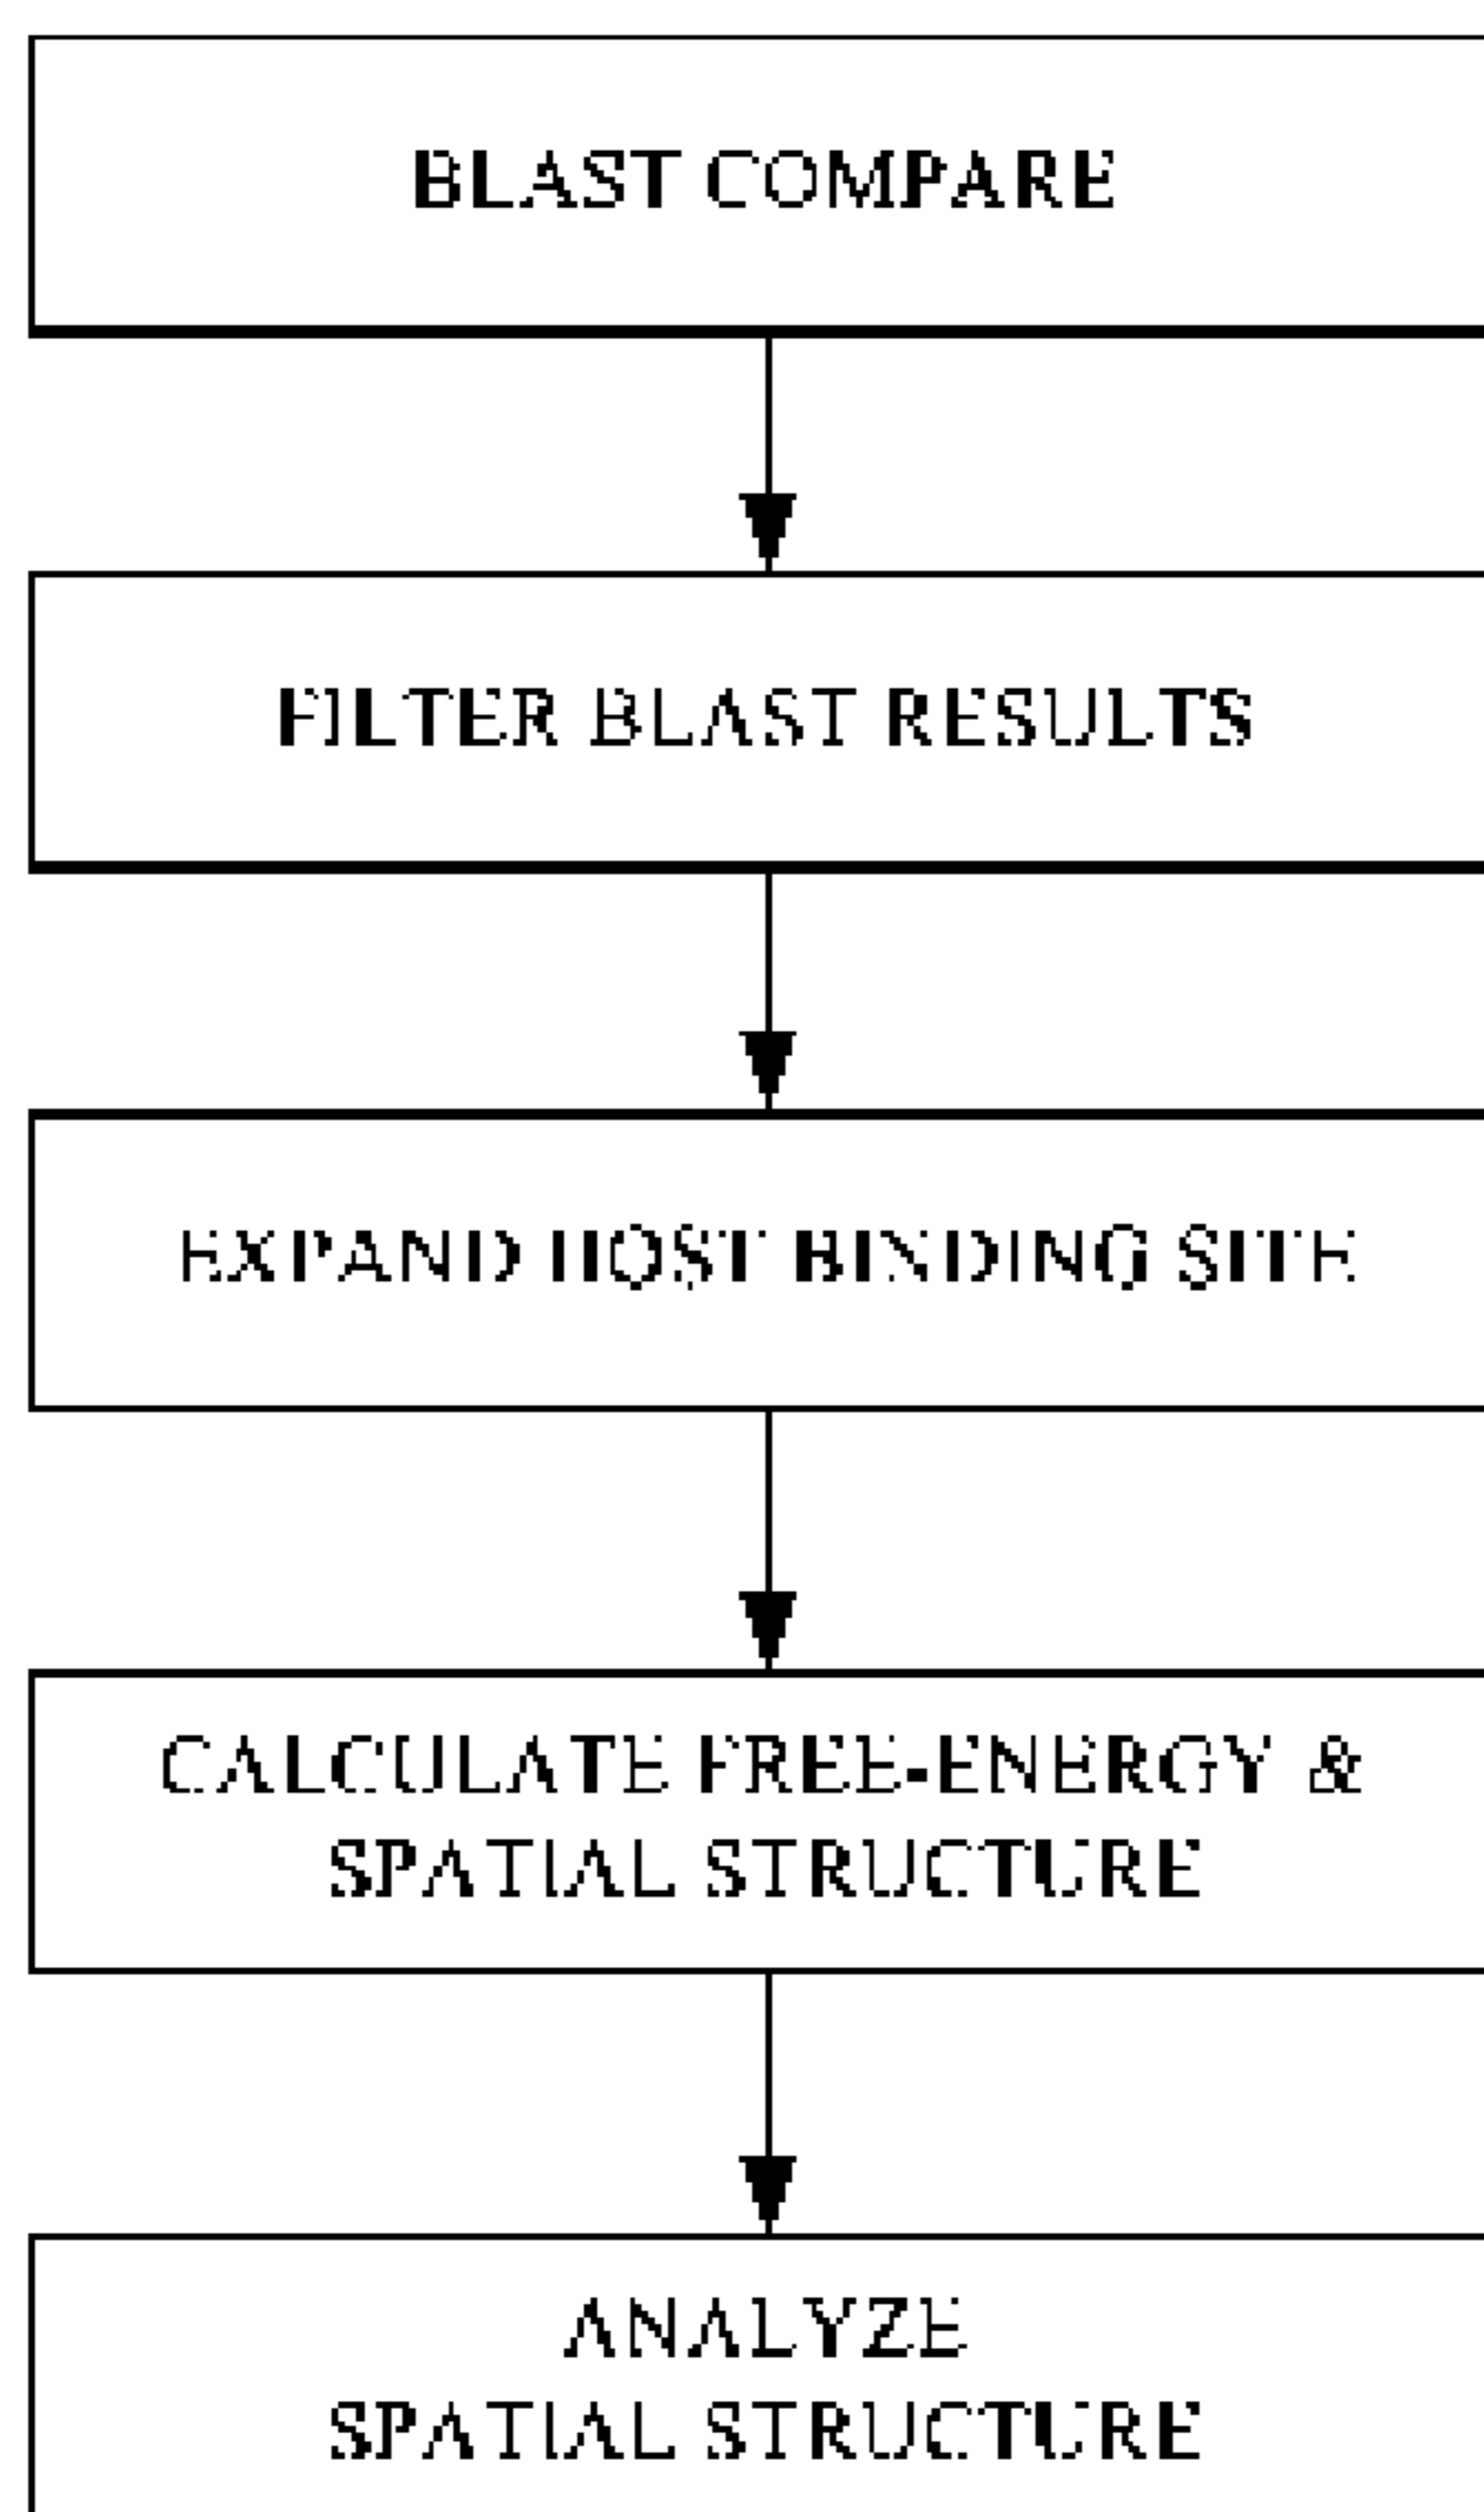 BLAST COMPARE
FILTER BLAST RESULTS
EXPAND HOST BINDING SITE
CALCULATE FREE-ENERGY &
SPATIAL STRUCTURE
ANALYZE
SPATIAL STRUCTURE